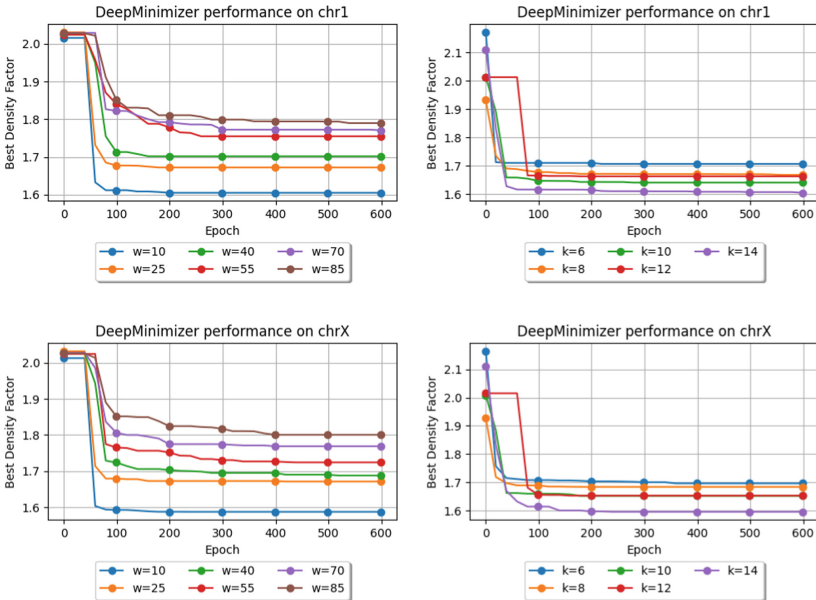 DeepMinimizer performance on chr1
Best Density Factor
2.0
1.9
1.8
1.7
1.6
0 100 200 300 400 500 600
Epoch
w=10 w=40 w=70
w=25 w=55 w=85
DeepMinimizer performance on chr1
Best Density Factor
2.1
2.0
1.9
1.8
1.7
1.6
0 100 200 300 400 500 600
Epoch
k=6 k=10 k=14
k=8 k=12
DeepMinimizer performance on chrX
Best Density Factor
2.0
1.9
1.8
1.7
1.6
0 100 200 300 400 500 600
Epoch
w=10 w=40 w=70
w=25 w=55 w=85
DeepMinimizer performance on chrX
Best Density Factor
2.1
2.0
1.9
1.8
1.7
1.6
0 100 200 300 400 500 600
Epoch
k=6 k=10 k=14
k=8 k=12